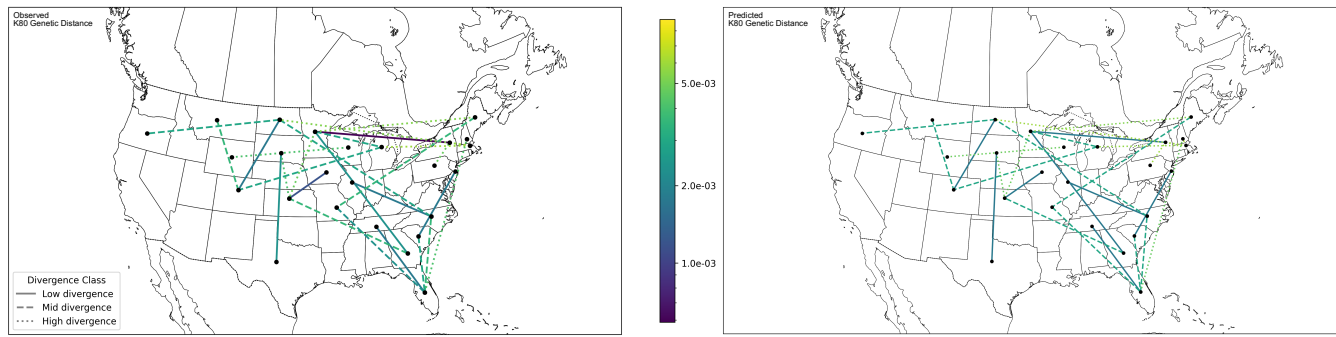 Observed
K80 Genetic Distance
Divergence Class
Low divergence
Mid divergence
High divergence
5.0e-03
2.0e-03
1.0e-03
Predicted
K80 Genetic Distance